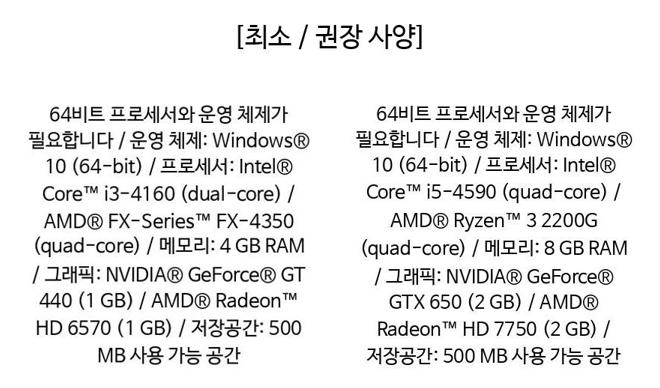 [최소 / 권장 사양]
64비트 프로세서와 운영 체제가
필요합니다 / 운영 체제: Windows®
10 (64-bit) / 프로세서: Intel®
Core™ i3-4160 (dual-core) /
AMD® FX-Series™ FX-4350
(quad-core) / 메모리: 4 GB RAM
/ 그래픽: NVIDIA® GeForce® GT
440 (1 GB) / AMD® Radeon™
HD 6570 (1 GB) / 저장공간: 500
MB 사용 가능 공간
64비트 프로세서와 운영 체제가
필요합니다 / 운영 체제: Windows®
10 (64-bit) / 프로세서: Intel®
Core™ i5-4590 (quad-core) /
AMD® Ryzen™ 3 2200G
(quad-core) / 메모리: 8 GB RAM
/ 그래픽: NVIDIA® GeForce®
GTX 650 (2 GB) / AMD®
Radeon™ HD 7750 (2 GB) /
저장공간: 500 MB 사용 가능 공간